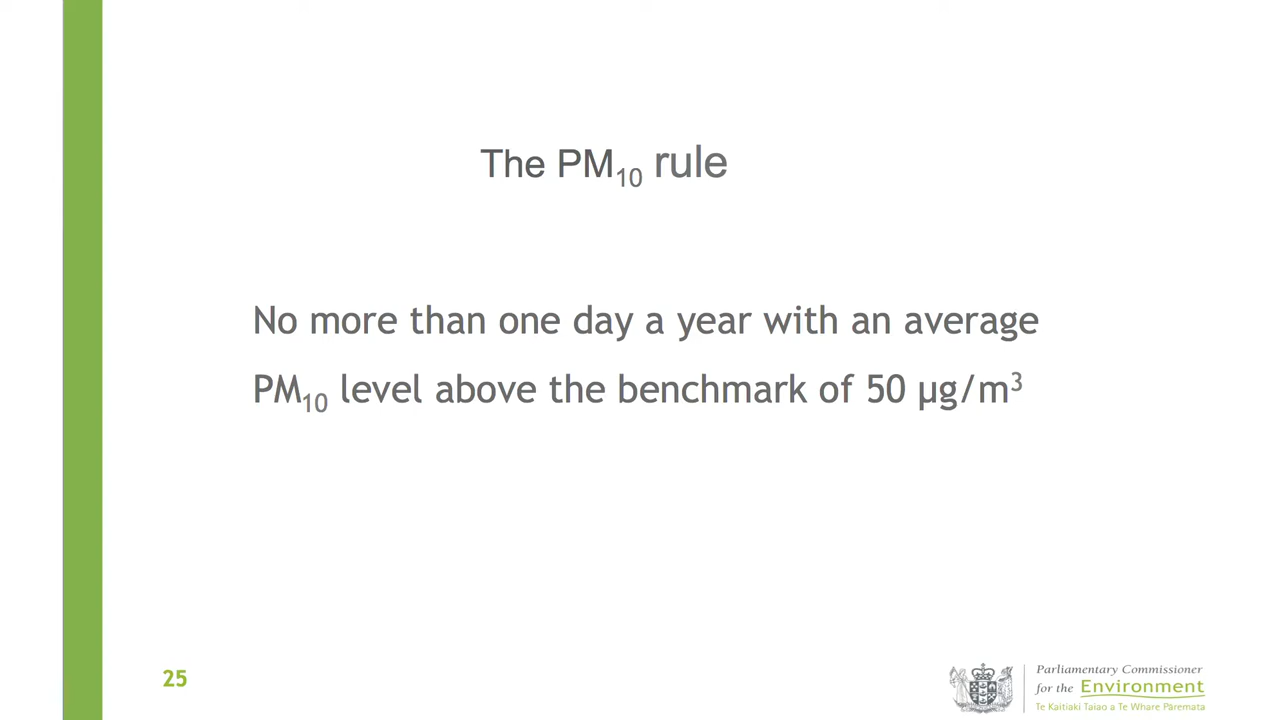 The PM₁₀ rule
No more than one day a year with an average
PM₁₀ level above the benchmark of 50 µg/m³
25
Parliamentary Commissioner
for the Environment
Te Kaitiaki Taiao a Te Whare Pāremata